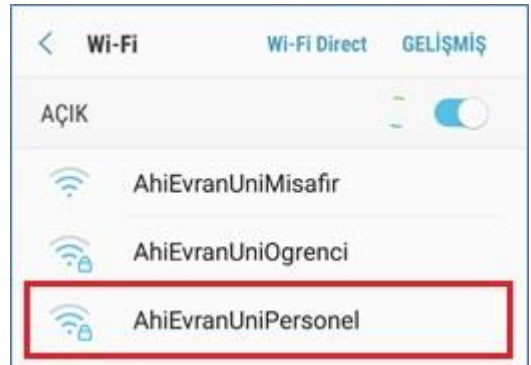 Wi-Fi Wi-Fi Direct GELİŞMİŞ
AÇIK
AhiEvranUniMisafir
AhiEvranUniOgrenci
AhiEvranUniPersonel